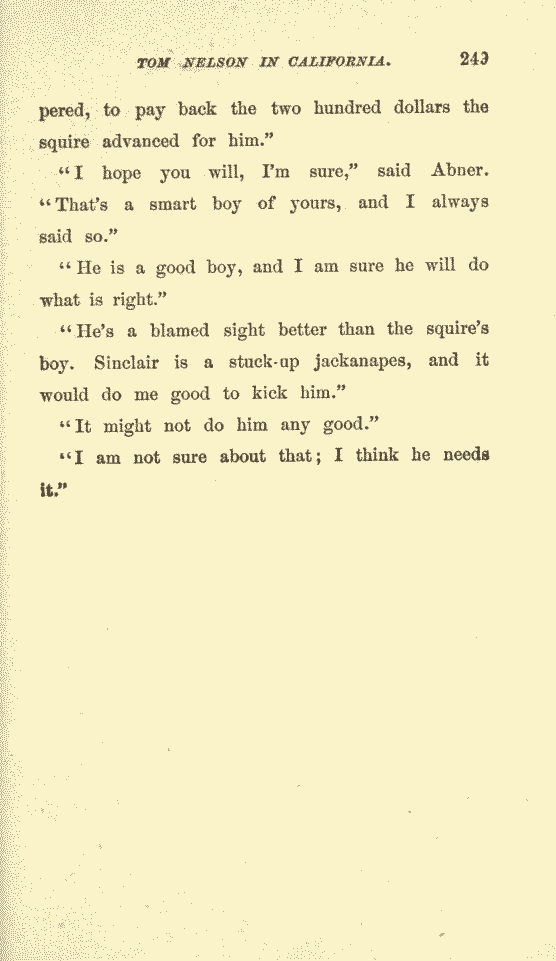 TOM NELSON IN CALIFORNIA. 243
pered, to pay back the two hundred dollars the
squire advanced for him.”
“I hope you will, I’m sure,” said Abner.
“That’s a smart boy of yours, and I always
said so.”
“He is a good boy, and I am sure he will do
what is right.”
“He’s a blamed sight better than the squire’s
boy. Sinclair is a stuck-up jackanapes, and it
would do me good to kick him.”
“It might not do him any good.”
“I am not sure about that; I think he needs
it.”